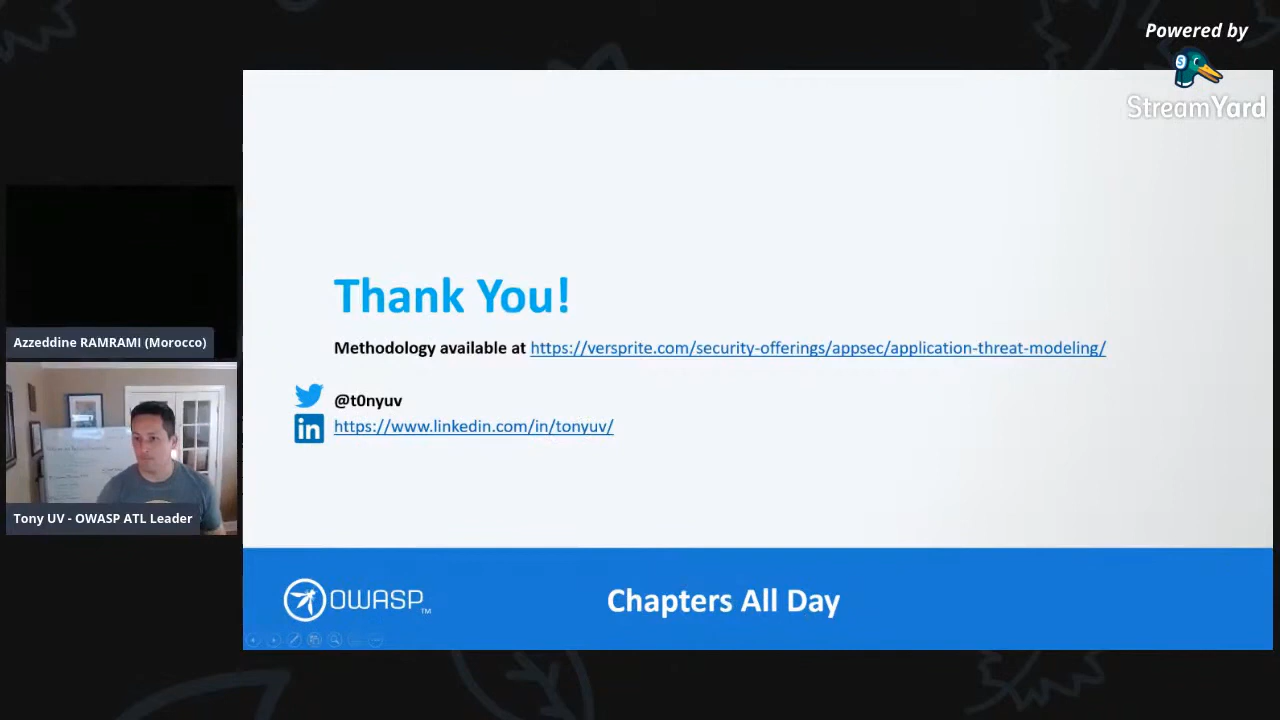 Powered by
StreamYard
Thank You!
Methodology available at https://versprite.com/security-offerings/appsec/application-threat-modeling/
@t0nyuv
https://www.linkedin.com/in/tonyuv/
Azzeddine RAMRAMI (Morocco)
Tony UV - OWASP ATL Leader
OWASP™
Chapters All Day